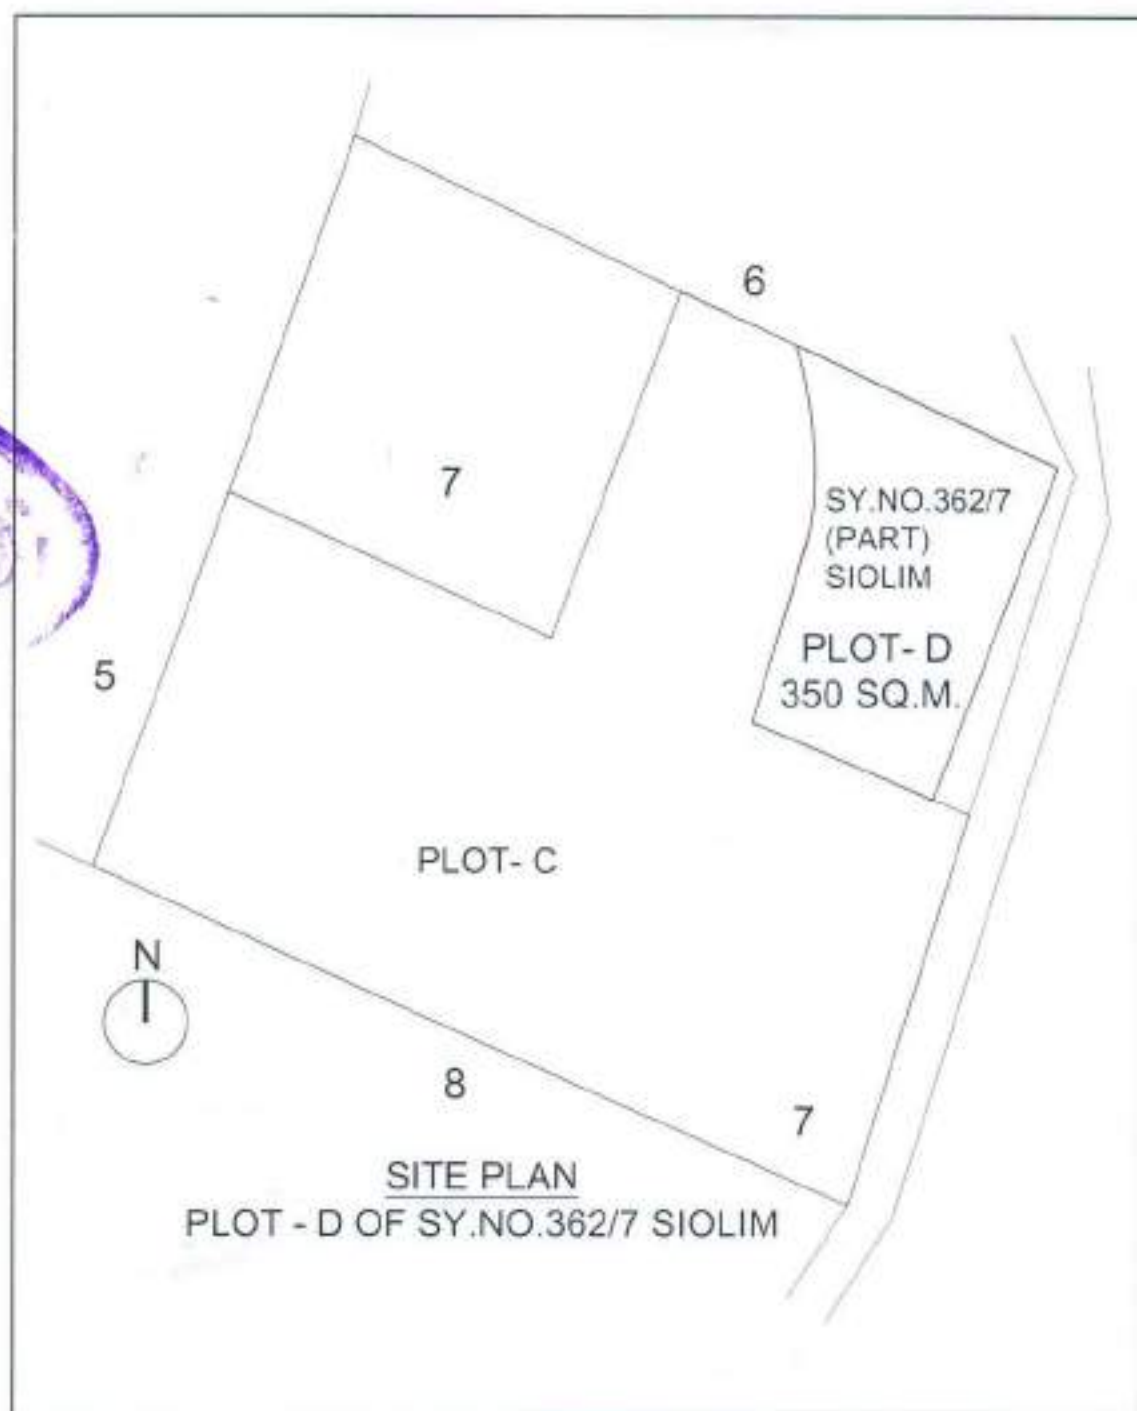 6
7
SY.NO.362/7
(PART)
SIOLIM
PLOT- D
350 SQ.M.
5
PLOT- C
N
8
7
SITE PLAN
PLOT - D OF SY.NO.362/7 SIOLIM